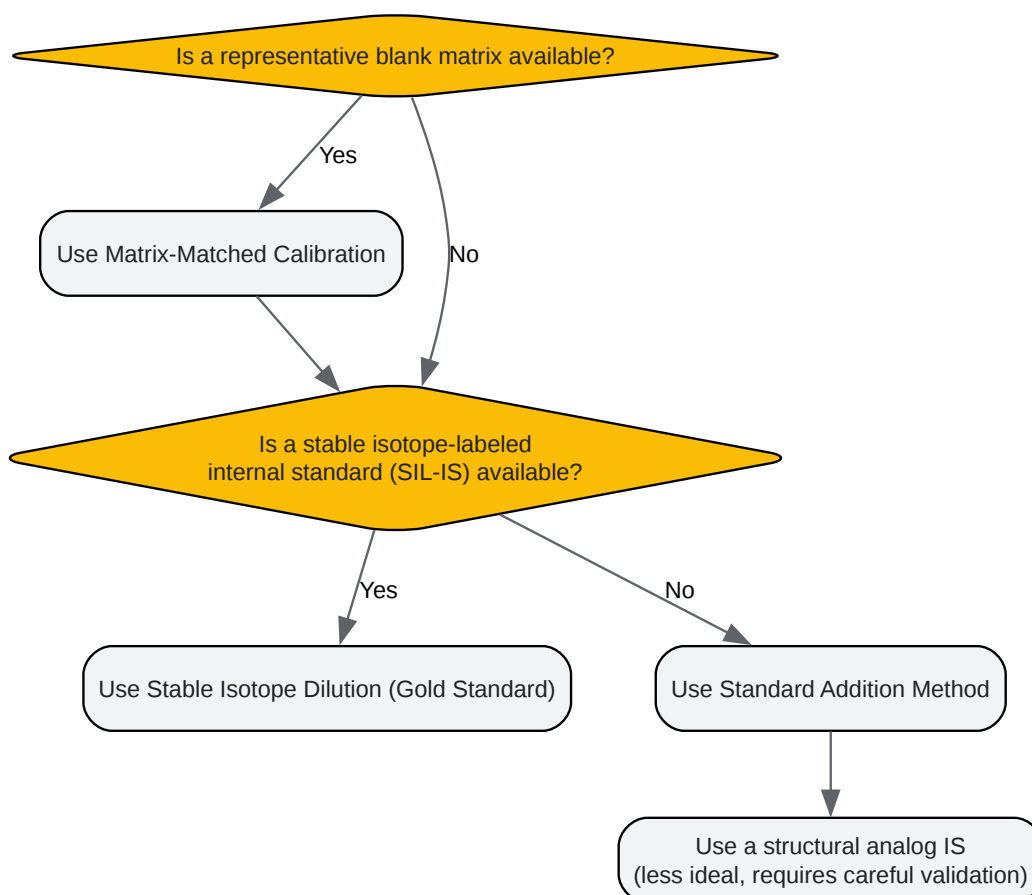 Is a representative blank matrix available?
Yes
Use Matrix-Matched Calibration
No
Is a stable isotope-labeled
internal standard (SIL-IS) available?
Yes
No
Use Stable Isotope Dilution (Gold Standard)
Use Standard Addition Method
Use a structural analog IS
(less ideal, requires careful validation)